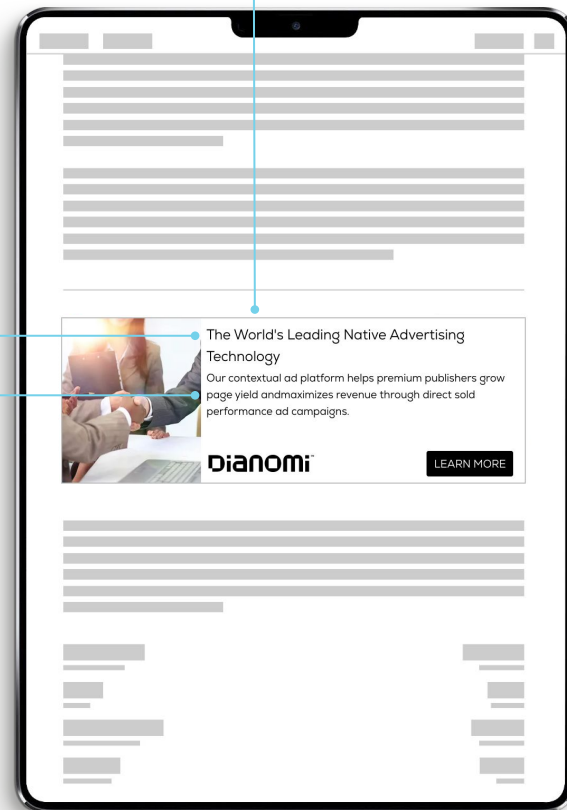 The World's Leading Native Advertising
Technology
Our contextual ad platform helps premium publishers grow
page yield andmaximizes revenue through direct sold
performance ad campaigns.
Dianomi™
LEARN MORE